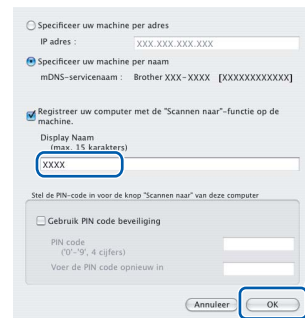 Specificeer uw machine per adres
IP adres :
XXX.XXX.XXX.XXX
Specificeer uw machine per naam
mDNS-servicenaam : Brother XXX-XXXX [XXXXXXXXXXXX]
Registreer uw computer met de "Scannen naar"-functie op de
machine.
Display Naam
(max. 15 karakters)
XXXX
Stel de PIN-code in voor de knop "Scannen naar" van deze computer
Gebruik PIN code beveiliging
PIN code
('0'-'9', 4 cijfers)
Voer de PIN code opnieuw in
Annuleer OK